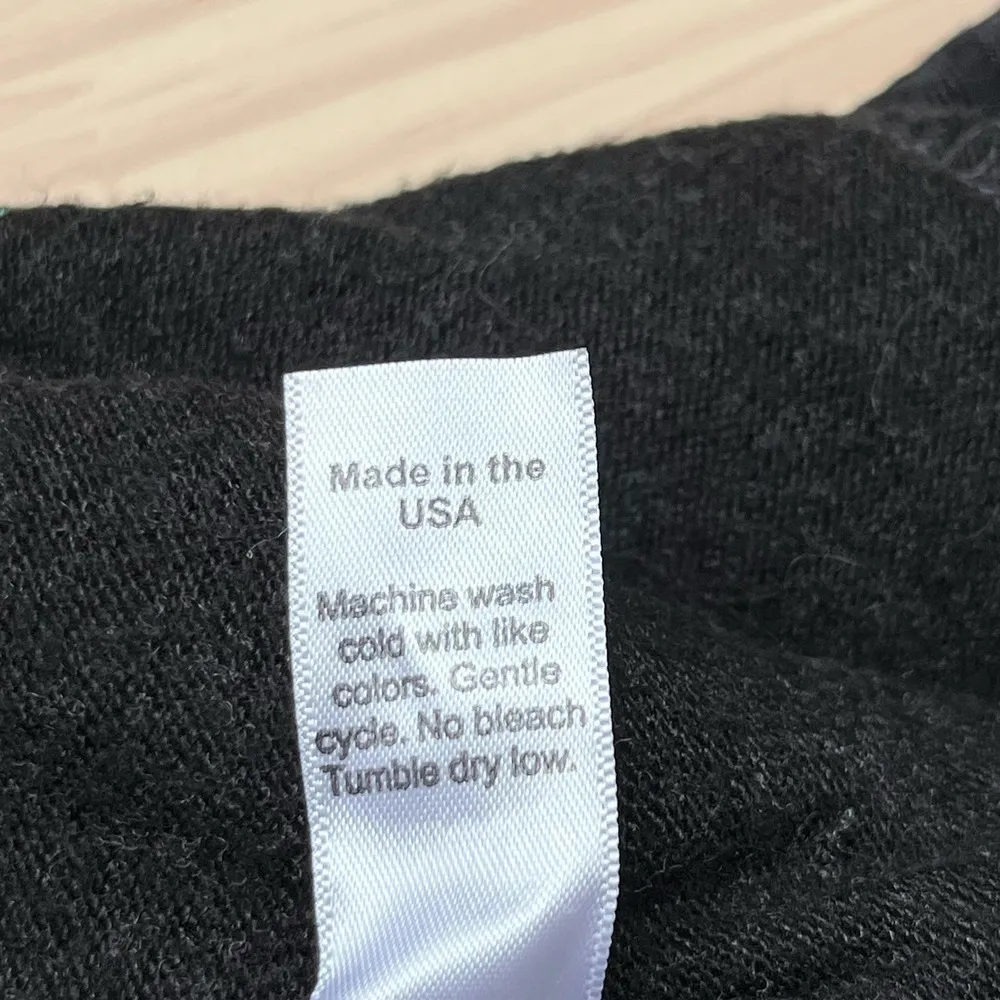 Made in the
USA
Machine wash
cold with like
colors. Gentle
cycle. No bleach
Tumble dry low.